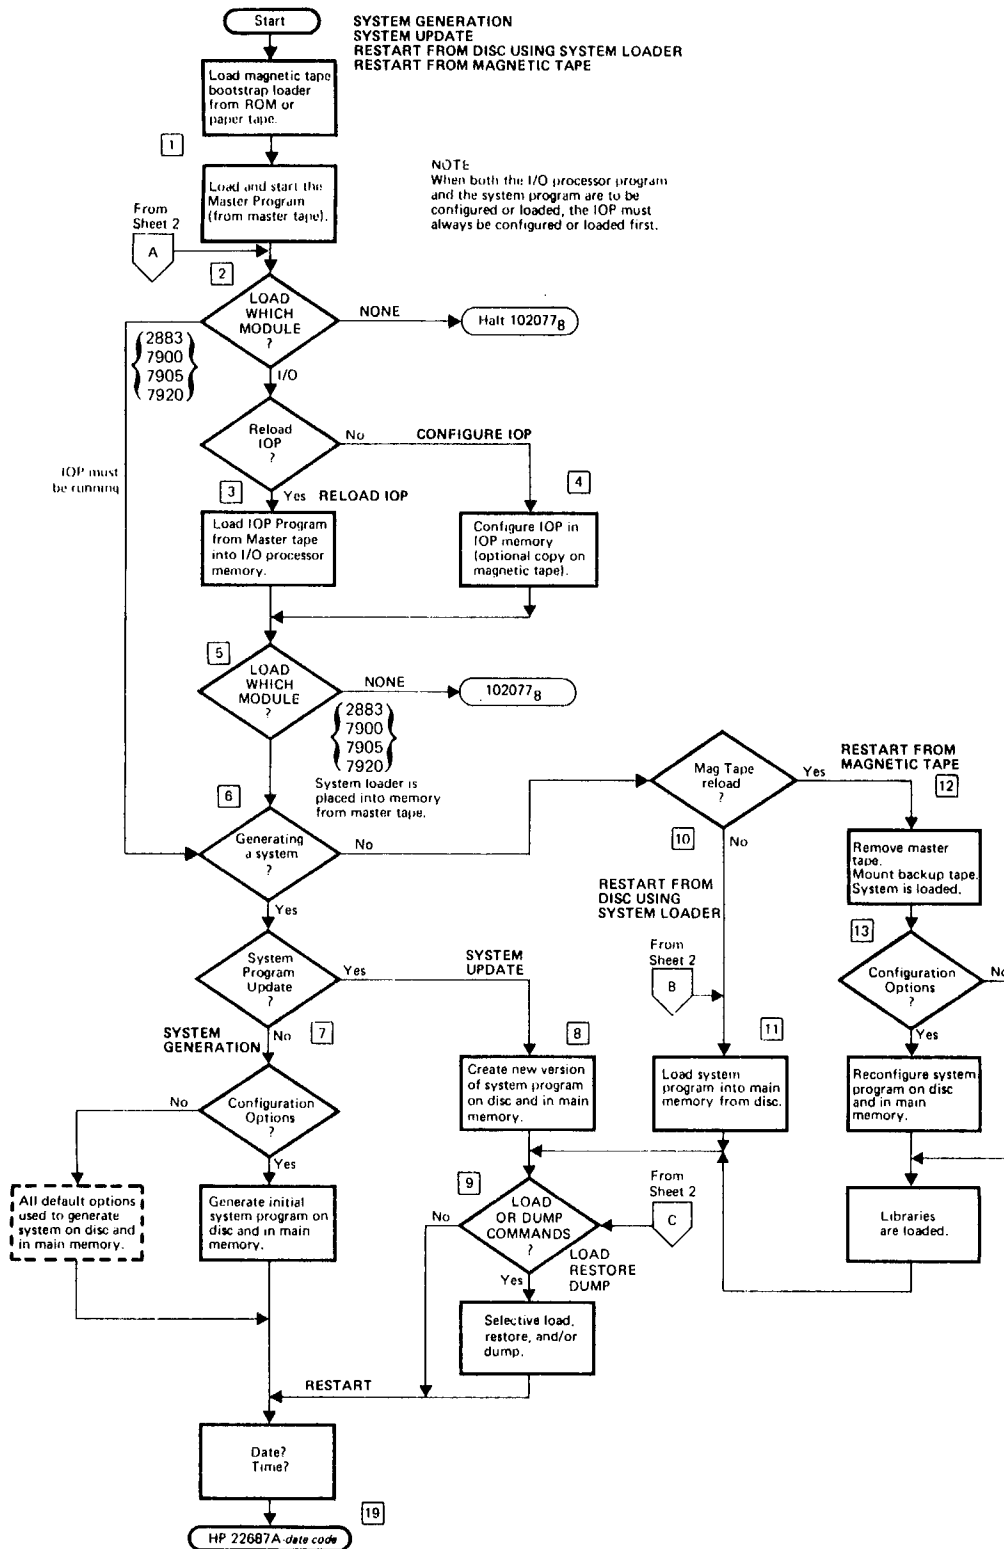 Start
SYSTEM GENERATION
SYSTEM UPDATE
RESTART FROM DISC USING SYSTEM LOADER
RESTART FROM MAGNETIC TAPE
Load magnetic tape
bootstrap loader
from ROM or
paper tape.
1
Load and start the
Master Program
(from master tape).
NOTE
When both the I/O processor program
and the system program are to be
configured or loaded, the IOP must
always be configured or loaded first.
From
Sheet 2
A
2
LOAD
WHICH
MODULE
?
NONE
Halt 1020778
2883
7900
7905
7920
I/O
Reload
IOP
?
No
CONFIGURE IOP
IOP must
be running
3
Yes
RELOAD IOP
4
Load IOP Program
from Master tape
into I/O processor
memory.
Configure IOP in
IOP memory
(optional copy on
magnetic tape).
5
LOAD
WHICH
MODULE
?
NONE
1020778
2883
7900
7905
7920
System loader is
placed into memory
from master tape.
6
Generating
a system
?
No
Yes
Mag Tape
reload
?
Yes
RESTART FROM
MAGNETIC TAPE
12
10
No
Remove master
tape.
Mount backup tape.
System is loaded.
RESTART FROM
DISC USING
SYSTEM LOADER
System
Program
Update
?
Yes
SYSTEM
UPDATE
From
Sheet 2
B
13
Configuration
Options
?
No
Yes
SYSTEM
GENERATION
No
7
8
11
Create new version
of system program
on disc and in main
memory.
Load system
program into main
memory from disc.
Reconfigure system
program on disc
and in main
memory.
No
Configuration
Options
?
Yes
All default options
used to generate
system on disc and
in main memory.
Generate initial
system program on
disc and in main
memory.
9
No
LOAD
OR DUMP
COMMANDS
?
From
Sheet 2
C
Libraries
are loaded.
LOAD
RESTORE
DUMP
Yes
Selective load,
restore, and/or
dump.
RESTART
Date?
Time?
19
HP 22687A-date code